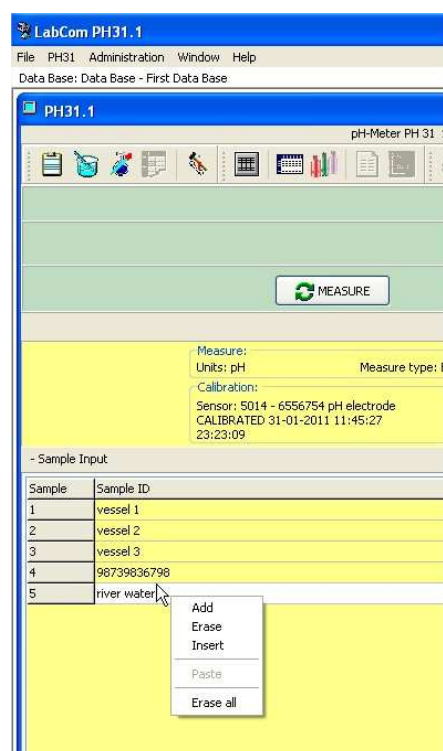 LabCom PH31.1
File PH31 Administration Window Help
Data Base: Data Base - First Data Base
PH31.1
pH-Meter PH 31
MEASURE
Measure:
Units: pH Measure type:
Calibration:
Sensor: 5014 - 6556754 pH electrode
CALIBRATED 31-01-2011 11:45:27
23:23:09
- Sample Input
Sample Sample ID
1 vessel 1
2 vessel 2
3 vessel 3
4 98739836798
5 river water
Add
Erase
Insert
Paste
Erase all